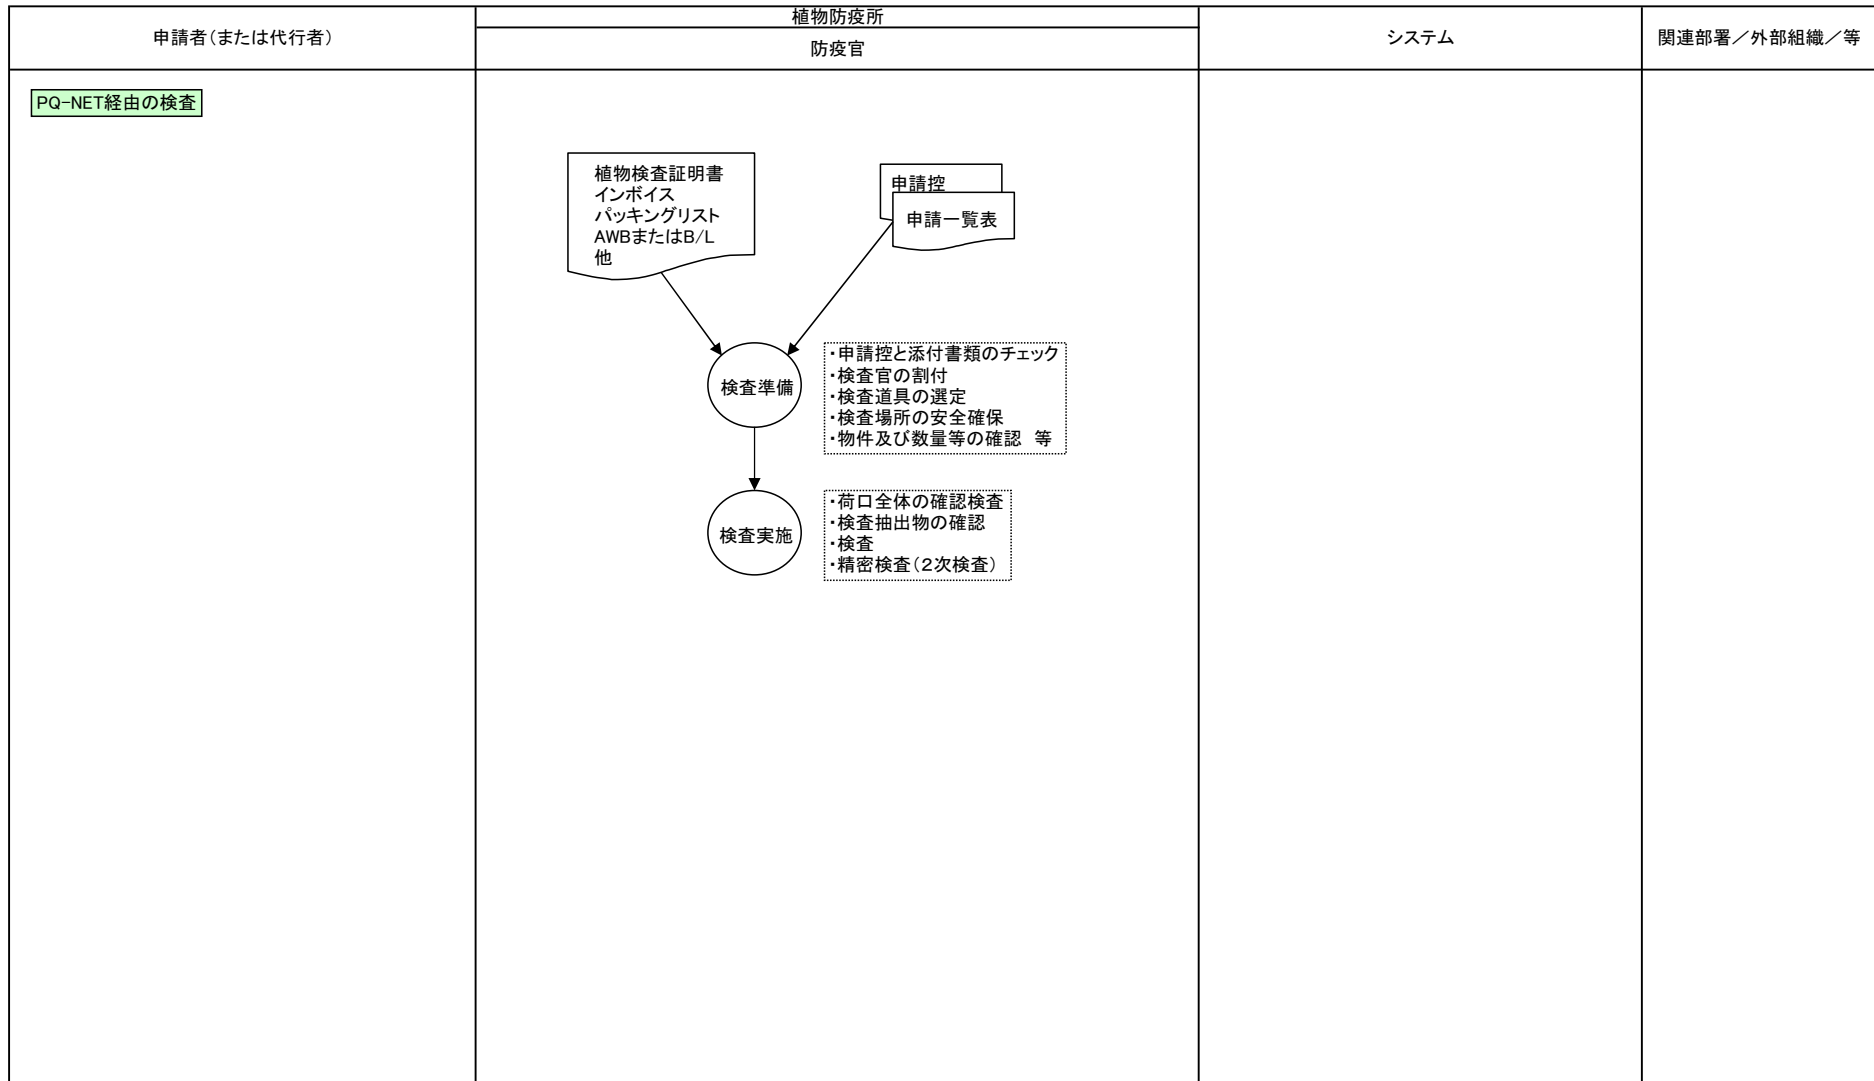 植物防疫所
申請者（または代行者）
防疫官
システム
関連部署／外部組織／等
PQ-NET経由の検査
植物検査証明書
インボイス
パッキングリスト
AWBまたはB/L
他
申請控
申請一覧表
検査準備
・申請控と添付書類のチェック
・検査官の割付
・検査道具の選定
・検査場所の安全確保
・物件及び数量等の確認　等
検査実施
・荷口全体の確認検査
・検査抽出物の確認
・検査
・精密検査（２次検査）